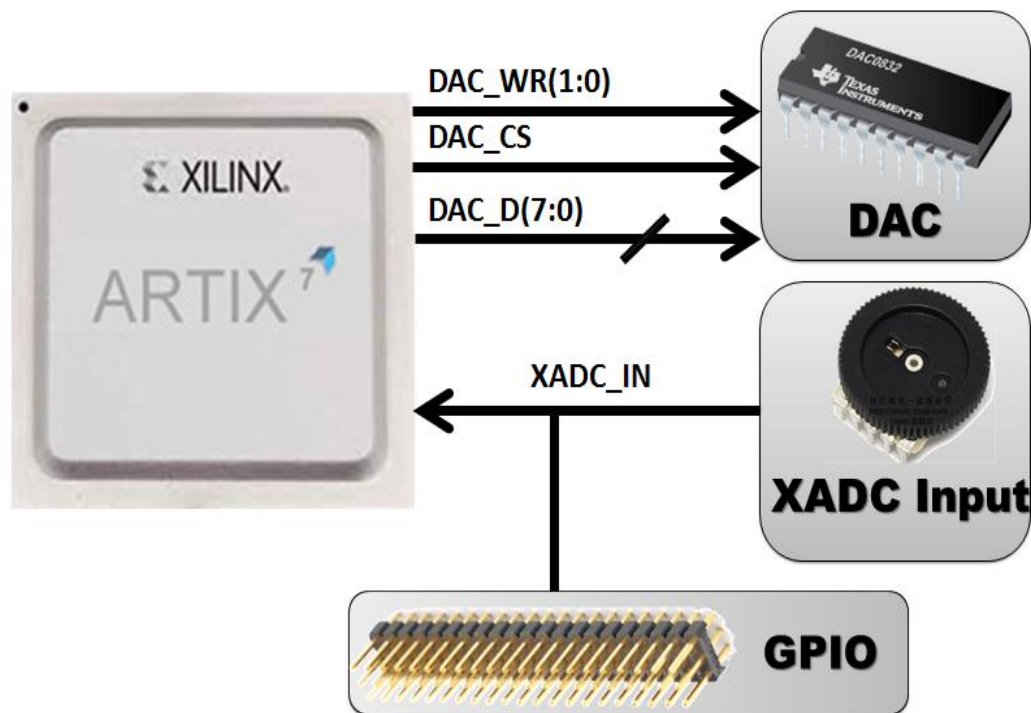 DAC_WR(1:0)
DAC_CS
DAC_D(7:0)
DAC0832
TEXAS
INSTRUMENTS
DAC
XILINX®
ARTIX 7
XADC_IN
XADC Input
GPIO